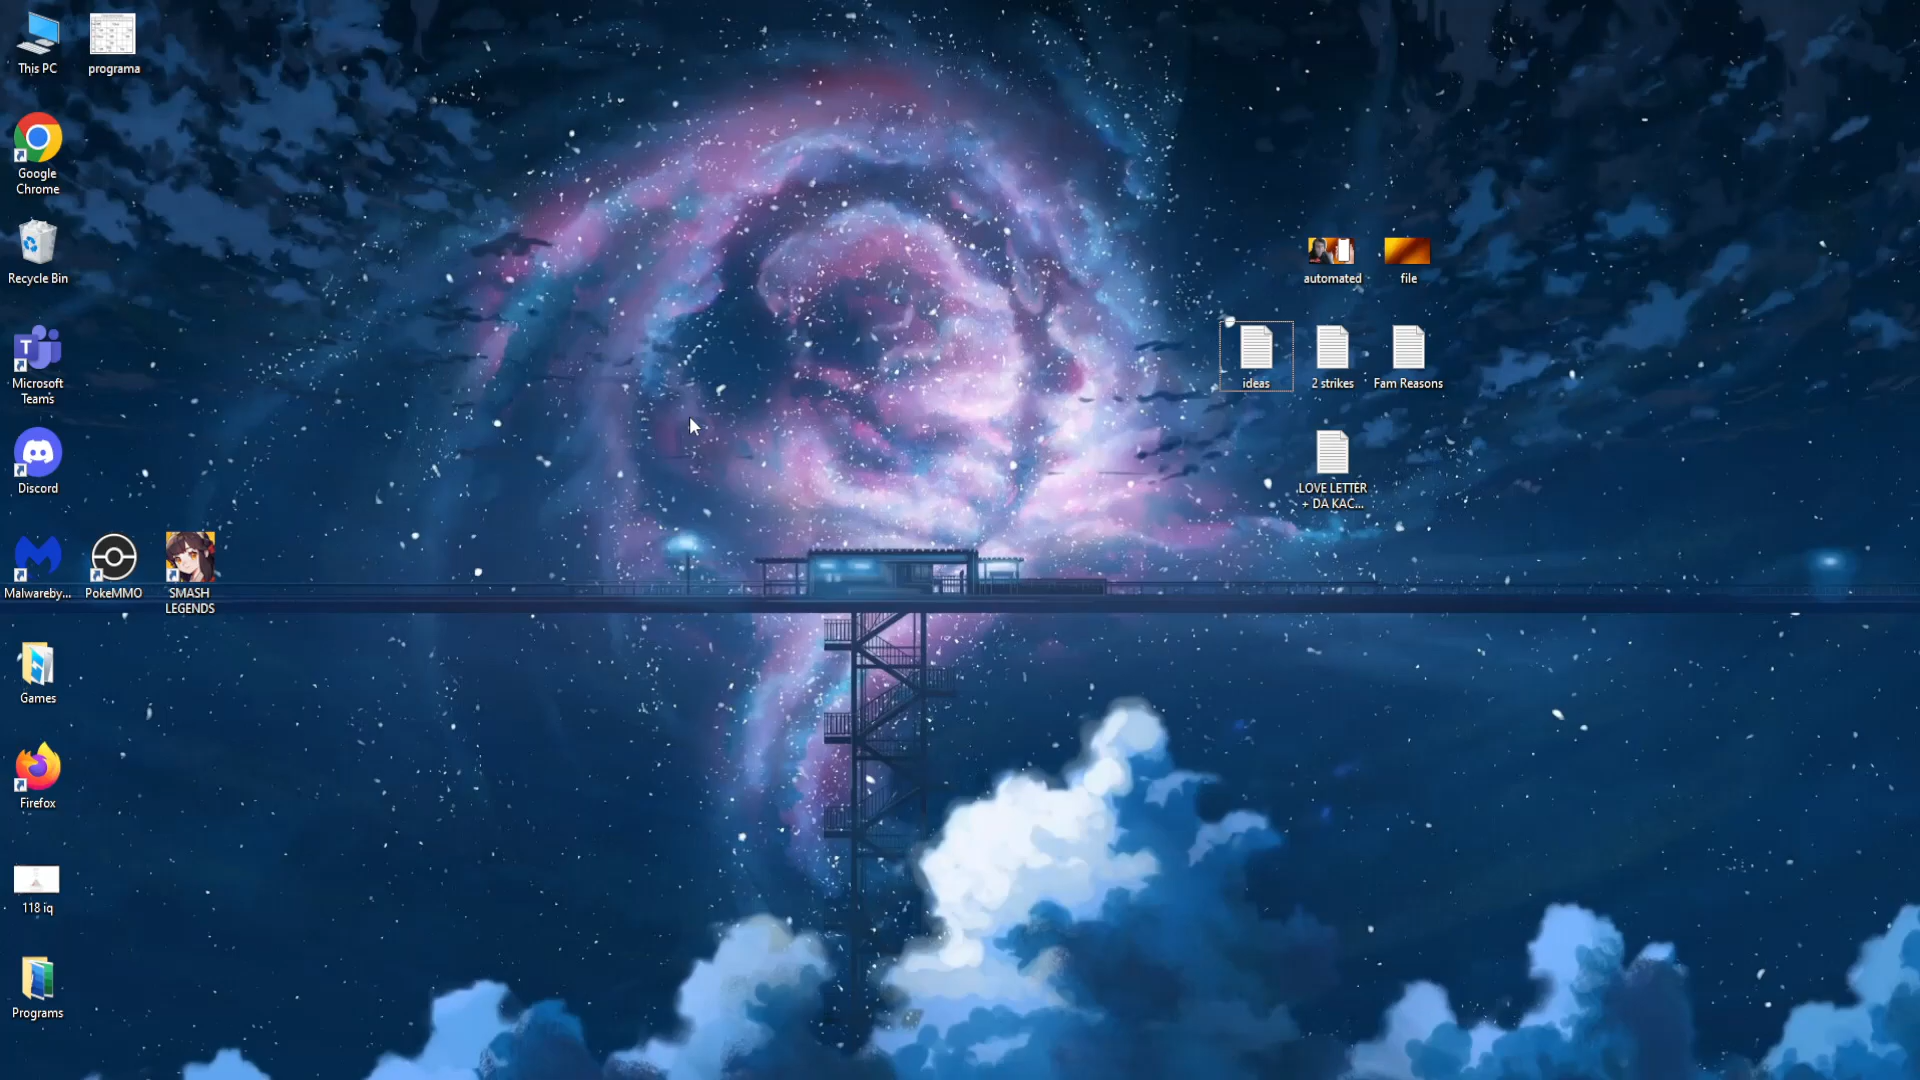 This PC
programa
Google
Chrome
Recycle Bin
Microsoft
Teams
Discord
Malwareby...
PokeMMO
SMASH
LEGENDS
Games
Firefox
118 iq
Programs
automated
file
ideas
2 strikes
Fam Reasons
LOVE LETTER
+ DA KAC...